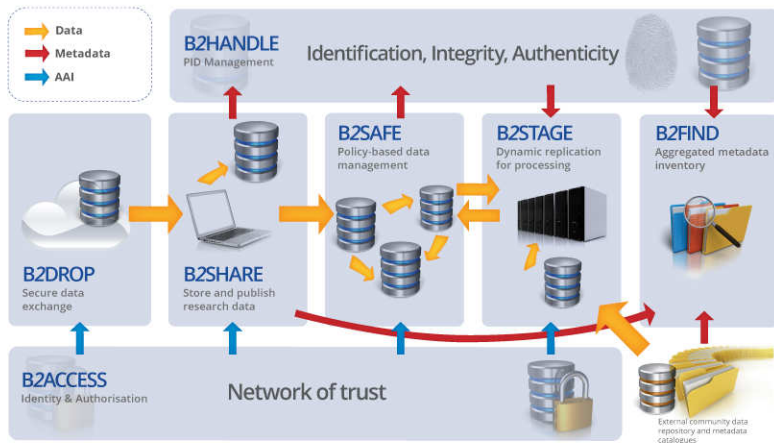 Data
Metadata
AAI
B2HANDLE
PID Management
Identification, Integrity, Authenticity
B2DROP
Secure data
exchange
B2SHARE
Store and publish
research data
B2SAFE
Policy-based data
management
B2STAGE
Dynamic replication
for processing
B2FIND
Aggregated metadata
inventory
B2ACCESS
Identity & Authorisation
Network of trust
External community data
repository and metadata
catalogues